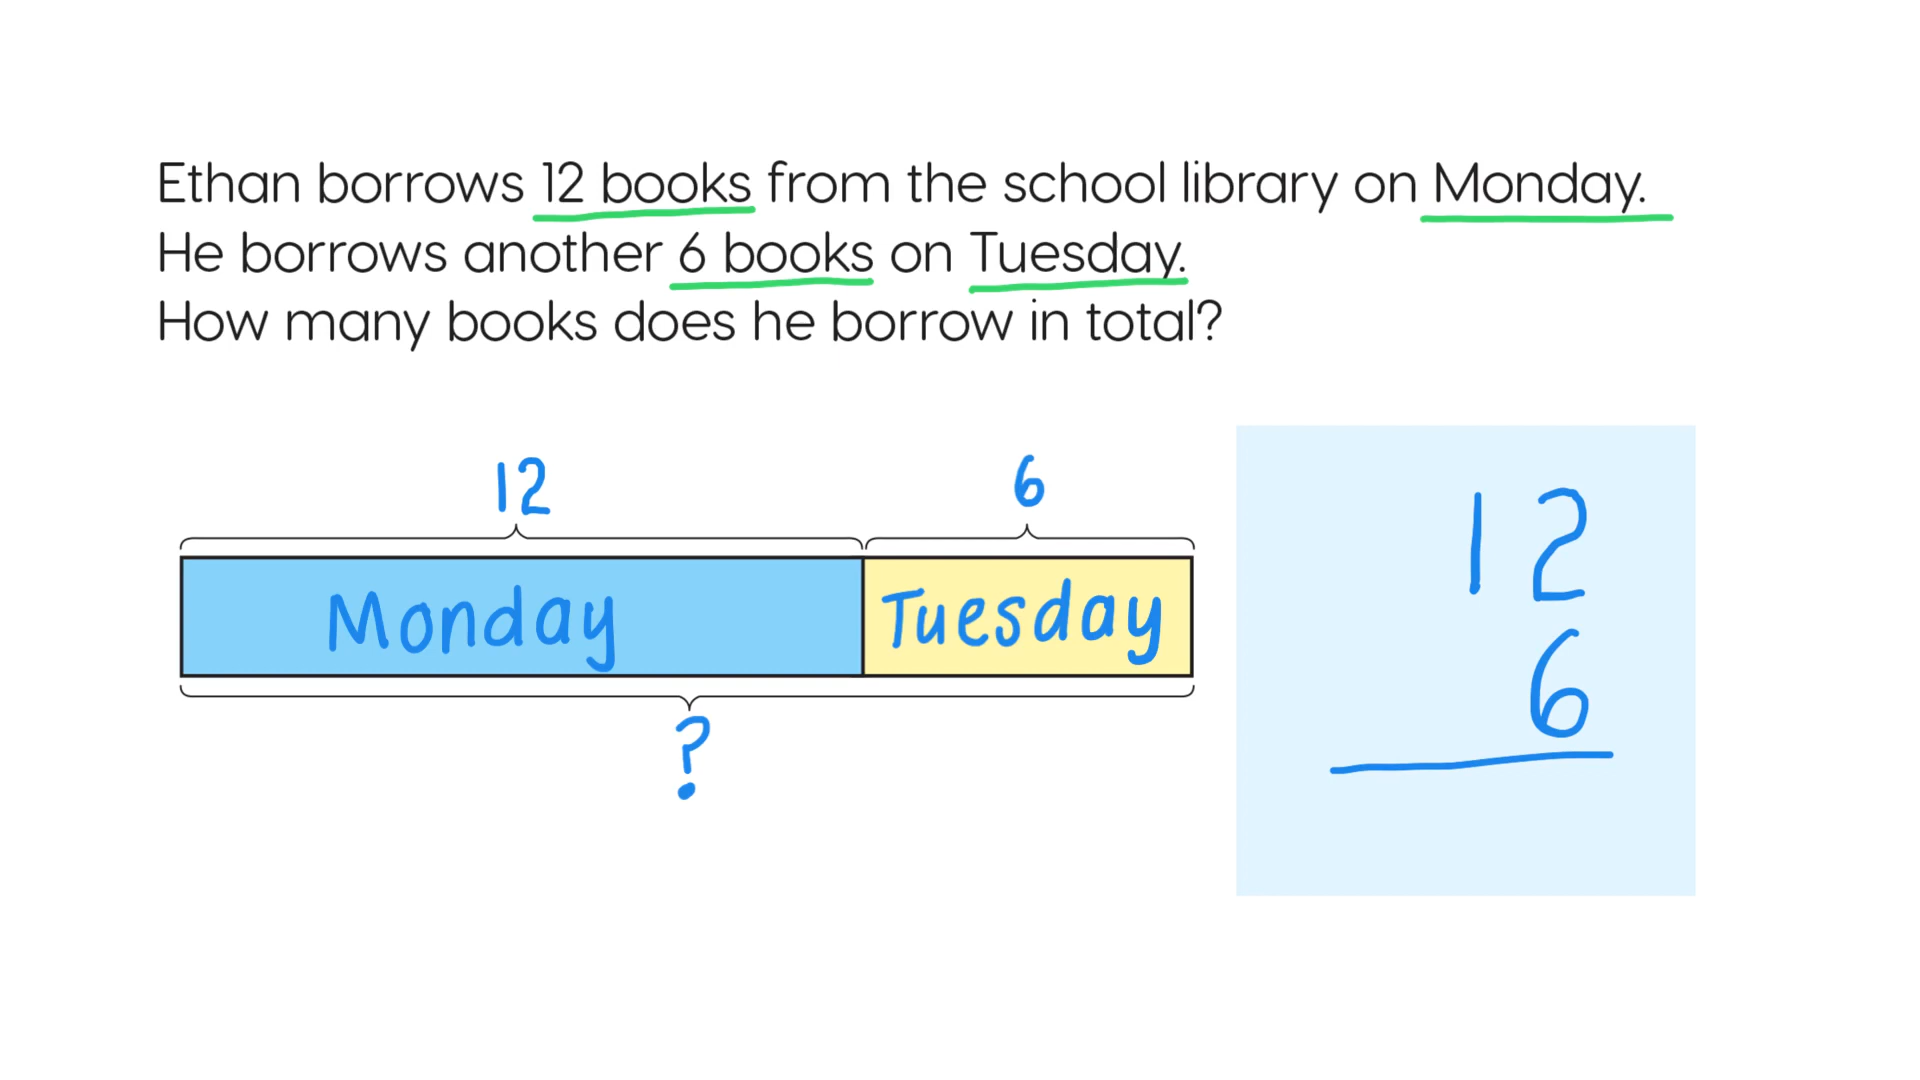 Ethan borrows 12 books from the school library on Monday.
He borrows another 6 books on Tuesday.
How many books does he borrow in total?
12 6
Monday Tuesday
?
12
6